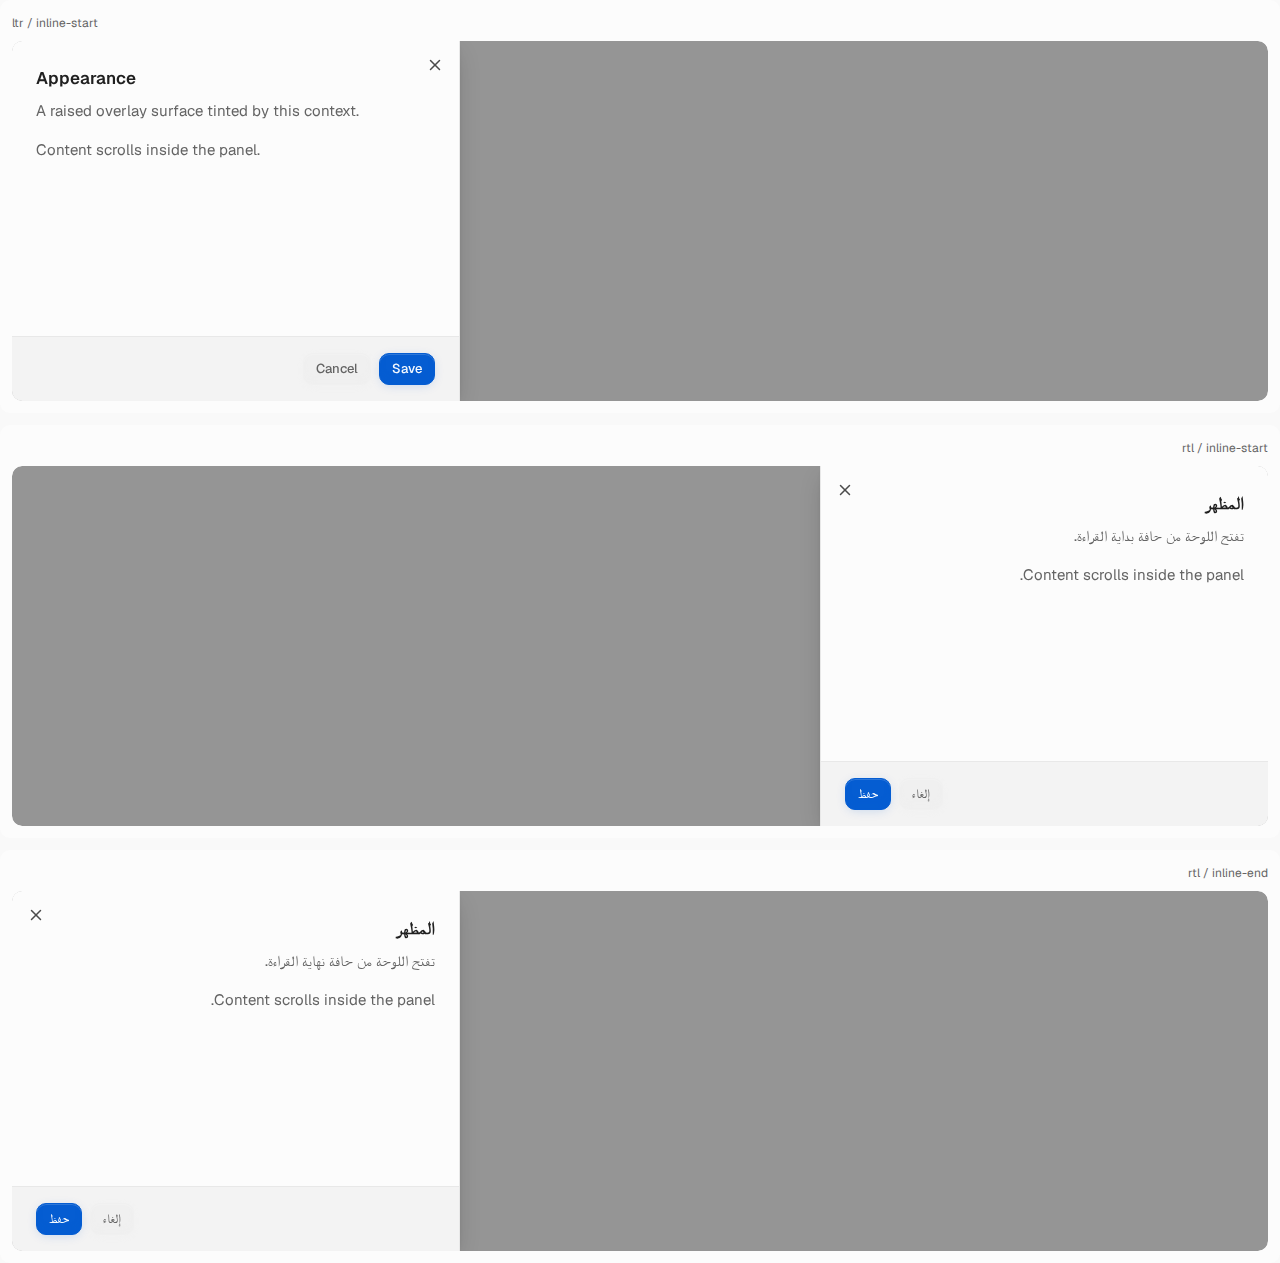 ltr / inline-start
Appearance
A raised overlay surface tinted by this context.
Content scrolls inside the panel.
Cancel
Save
rtl / inline-start
المظهر
تفتح اللوحة من حافة بداية القراءة.
Content scrolls inside the panel.
إلغاء
حفظ
rtl / inline-end
المظهر
تفتح اللوحة من حافة نهاية القراءة.
Content scrolls inside the panel.
إلغاء
حفظ